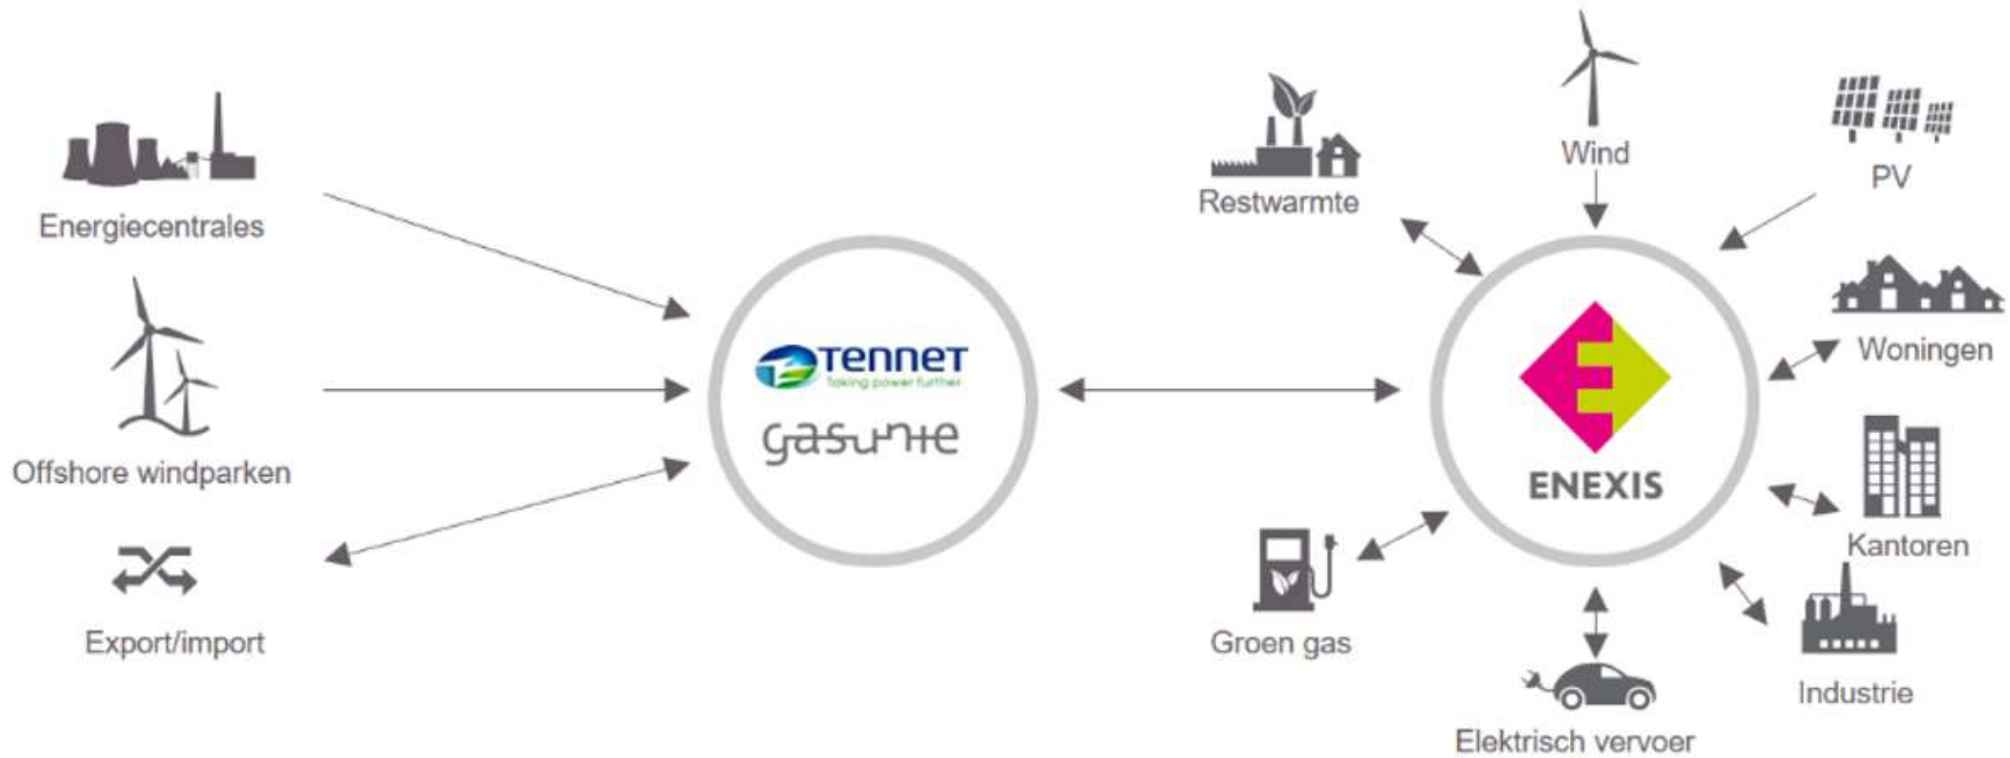 Energiecentrales
Offshore windparken
Export/import
TenneT
Taking power further
gasunie
Restwarmte
Wind
PV
Woningen
Kantoren
Industrie
Elektrisch vervoer
Groen gas
ENEXIS